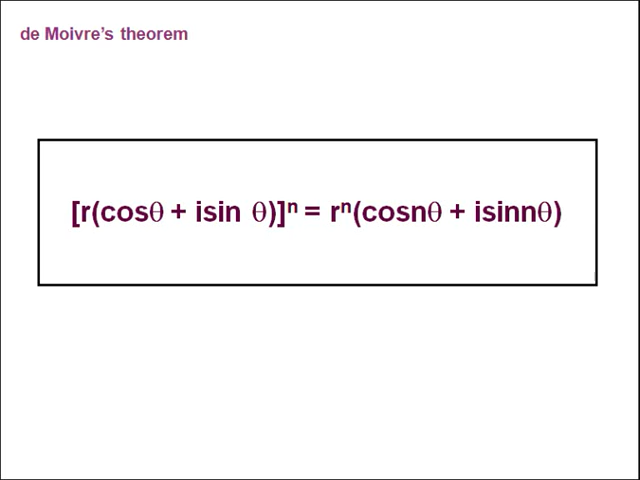 de Moivre's theorem
[r(cosθ + isin θ)]ⁿ = rⁿ(cosnθ + isinnθ)